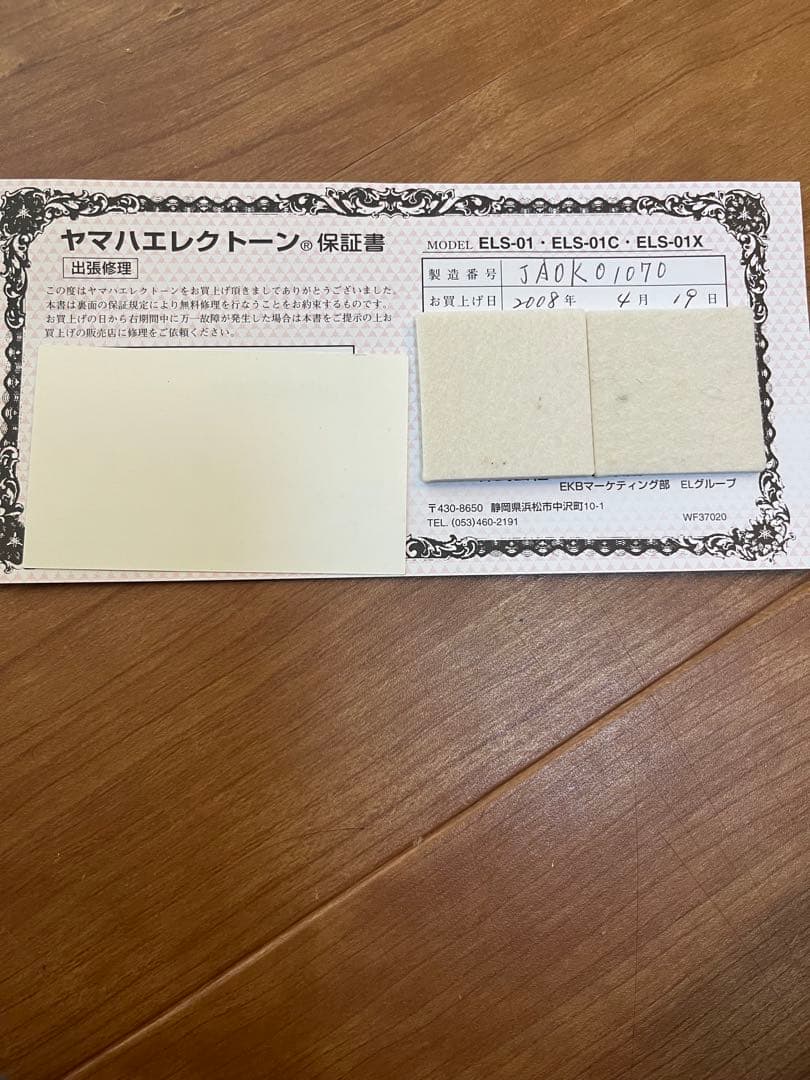 ヤマハエレクトーン®保証書
出張修理
この度はヤマハエレクトーンをお買上げ頂きましてありがとうございました。
本書は裏面の保証規定により無料修理を行なうことをお約束するものです。
お買上げの日から右期間中に万一故障が発生した場合は本書をご提示の上お
買上げの販売店に修理をご依頼ください。
MODEL ELS-01・ELS-01C・ELS-01X
製造番号 JAOK01070
お買上げ日 2008年 4月 19日
EKBマーケティング部 ELグループ
〒430-8650 静岡県浜松市中沢町10-1
TEL. (053)460-2191
WF37020